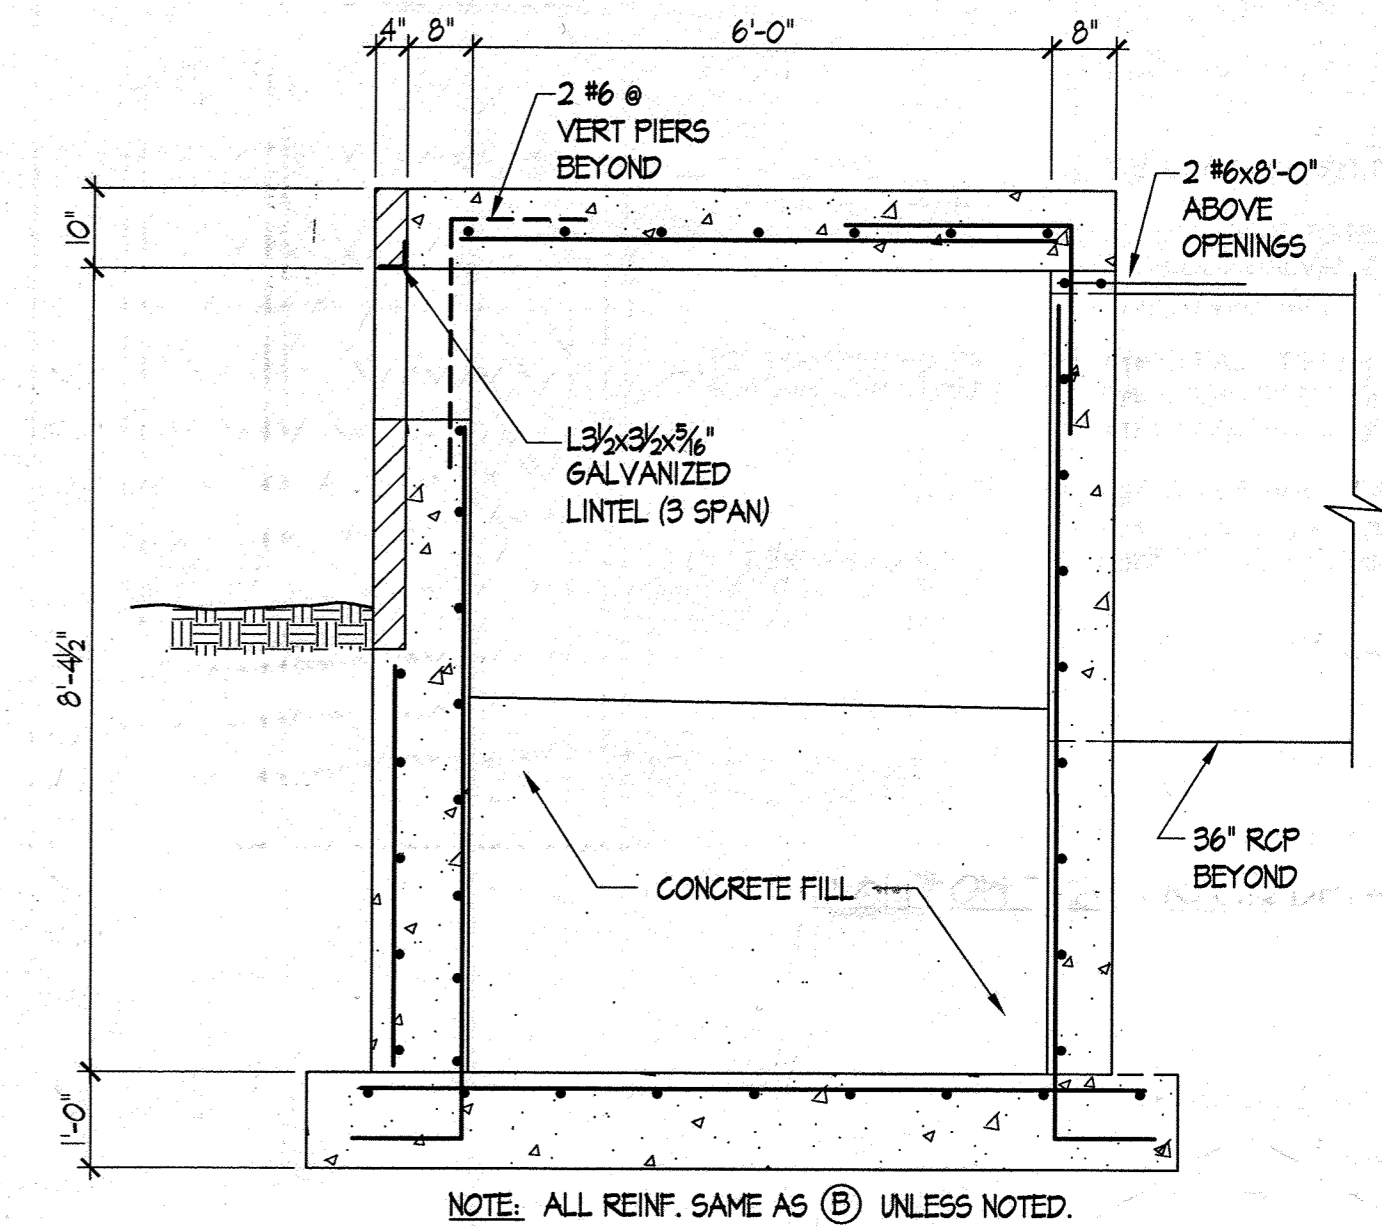 4" 8" 6'-0" 8"
2 #6 @
VERT PIERS
BEYOND
2 #6x8'-0"
ABOVE
OPENINGS
10"
L3½x3½x5/16"
GALVANIZED
LINTEL (3 SPAN)
8'-4½"
36" RCP
BEYOND
CONCRETE FILL
1'-0"
NOTE: ALL REINF. SAME AS B UNLESS NOTED.